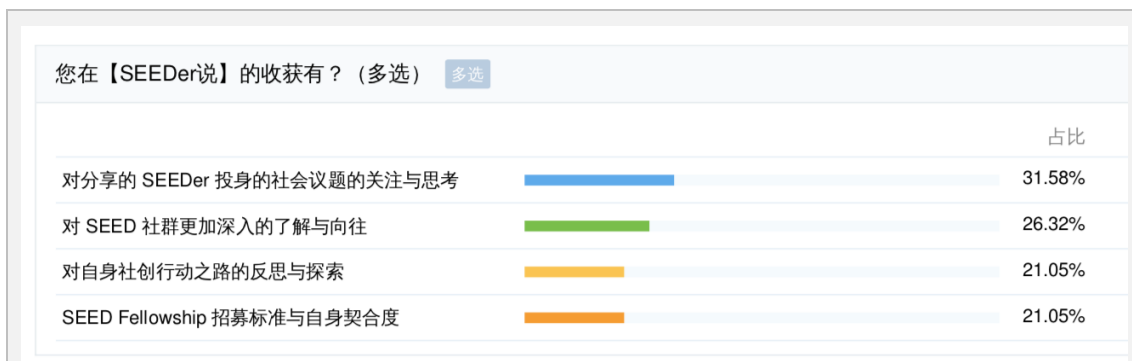 您在【SEEDer说】的收获有？（多选） 多选
占比
对分享的 SEEDer 投身的社会议题的关注与思考 31.58%
对 SEED 社群更加深入的了解与向往 26.32%
对自身社创行动之路的反思与探索 21.05%
SEED Fellowship 招募标准与自身契合度 21.05%